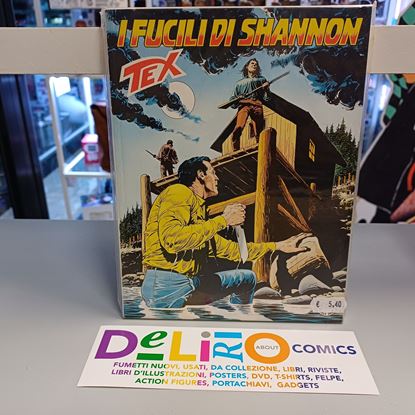 I FUCILI DI SHANNON
TEX
€ 5,40
DELIRIO ABOUT COMICS
FUMETTI NUOVI, USATI, DA COLLEZIONE, LIBRI, RIVISTE,
LIBRI D'ILLUSTRAZIONI, POSTERS, DVD, T-SHIRTS, FELPE,
ACTION FIGURES, PORTACHIAVI, GADGETS